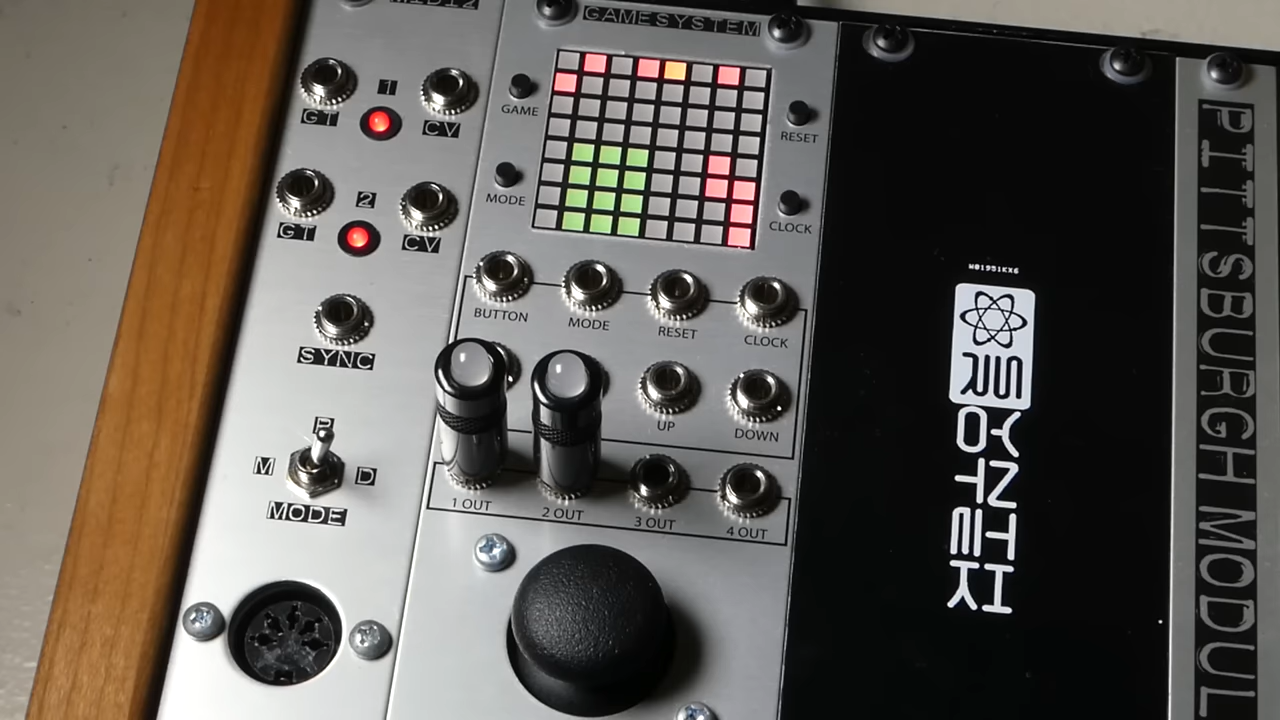 MIDI2
1
GT
CV
2
GT
CV
SYNC
P
M
D
MODE
GAMESYSTEM
GAME
RESET
MODE
CLOCK
BUTTON
MODE
RESET
CLOCK
UP
DOWN
1 OUT
2 OUT
3 OUT
4 OUT
SYNTH
ROTEK
PITTSBURGH MODUL